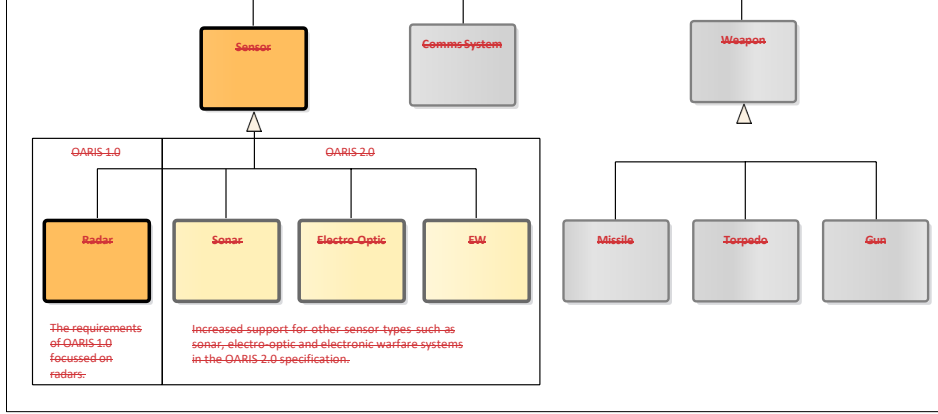 Sensor
Comms System
Weapon
OARIS 1.0
OARIS 2.0
Radar
Sonar
Electro Optic
EW
Missile
Torpedo
Gun
The requirements
of OARIS 1.0
focussed on
radars.
Increased support for other sensor types such as
sonar, electro-optic and electronic warfare systems
in the OARIS 2.0 specification.